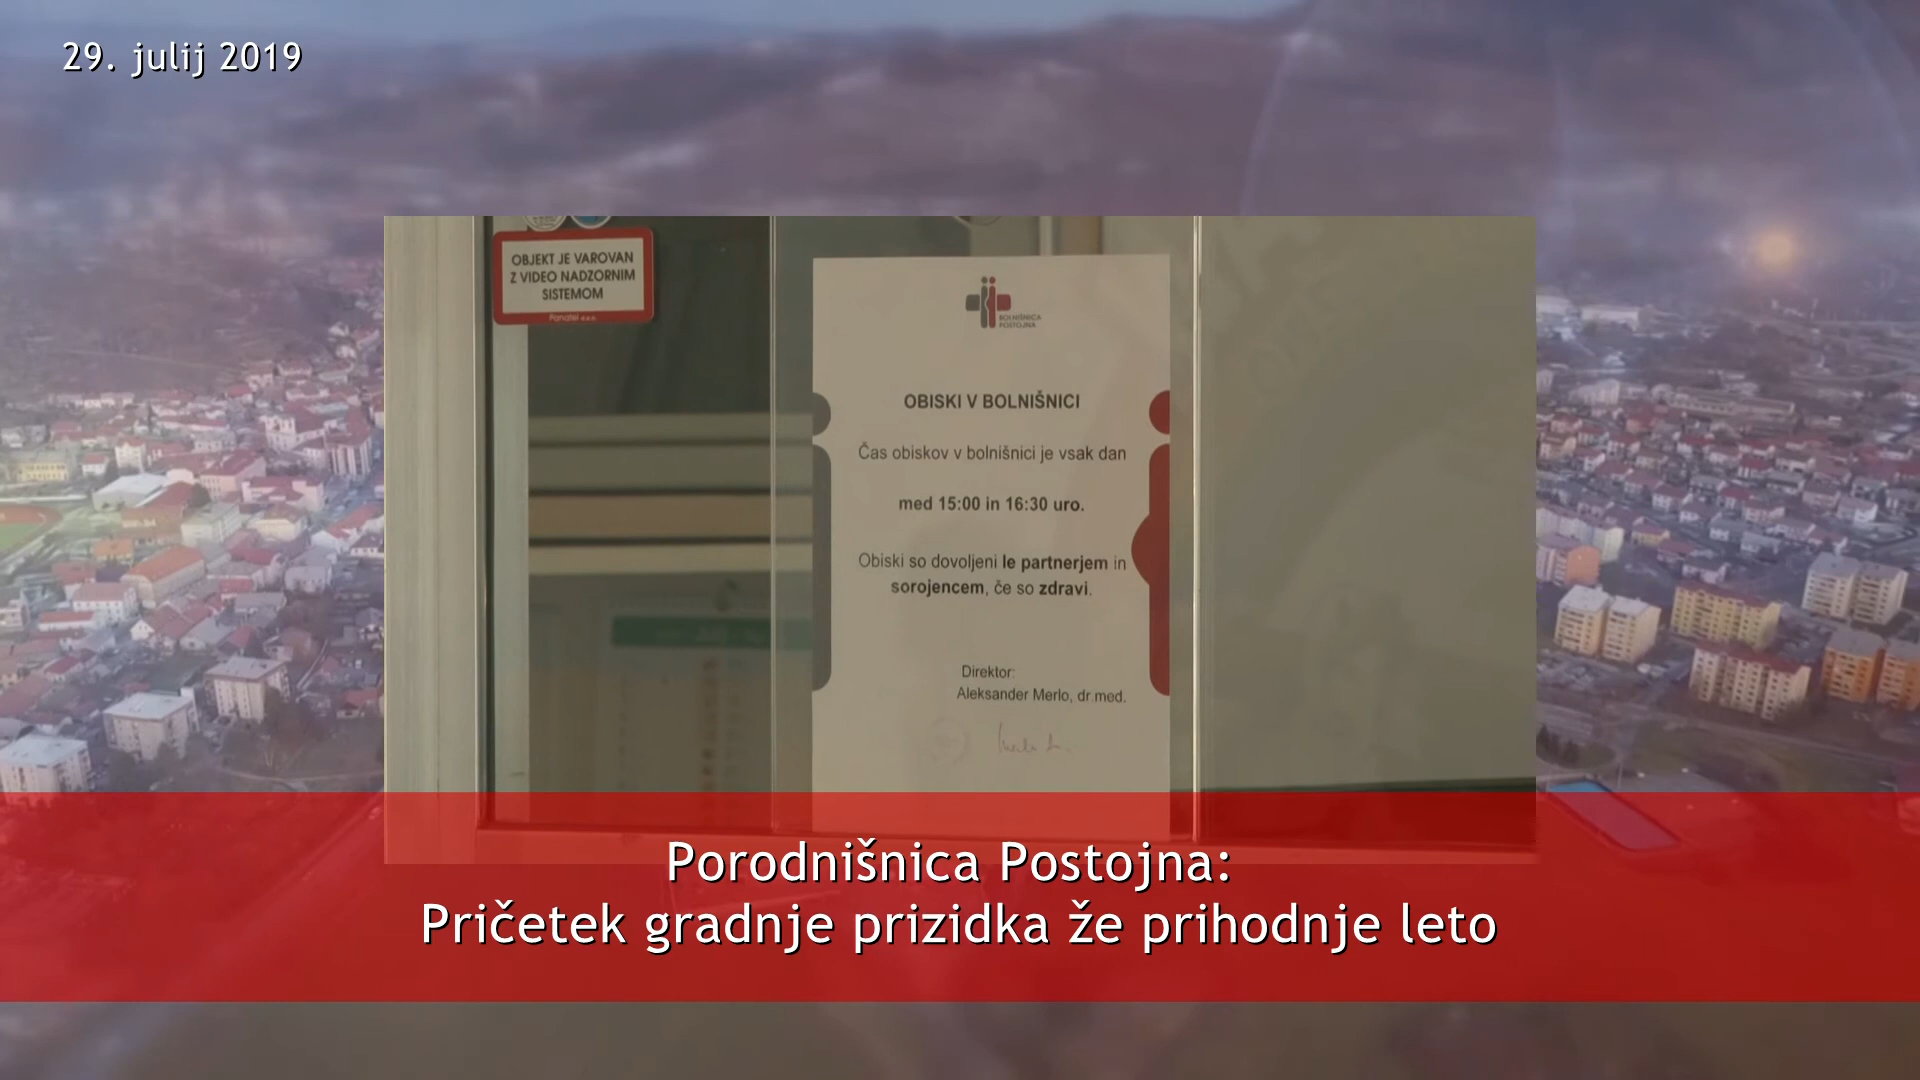 29. julij 2019
OBJEKT JE VAROVAN
Z VIDEO NADZORNIM
SISTEMOM
Panatel d.o.o.
BOLNIŠNICA
POSTOJNA
OBISKI V BOLNIŠNICI
Čas obiskov v bolnišnici je vsak dan
med 15:00 in 16:30 uro.
Obiski so dovoljeni le partnerjem in
sorojencem, če so zdravi.
Direktor:
Aleksander Merlo, dr.med.
Porodnišnica Postojna:
Pričetek gradnje prizidka že prihodnje leto